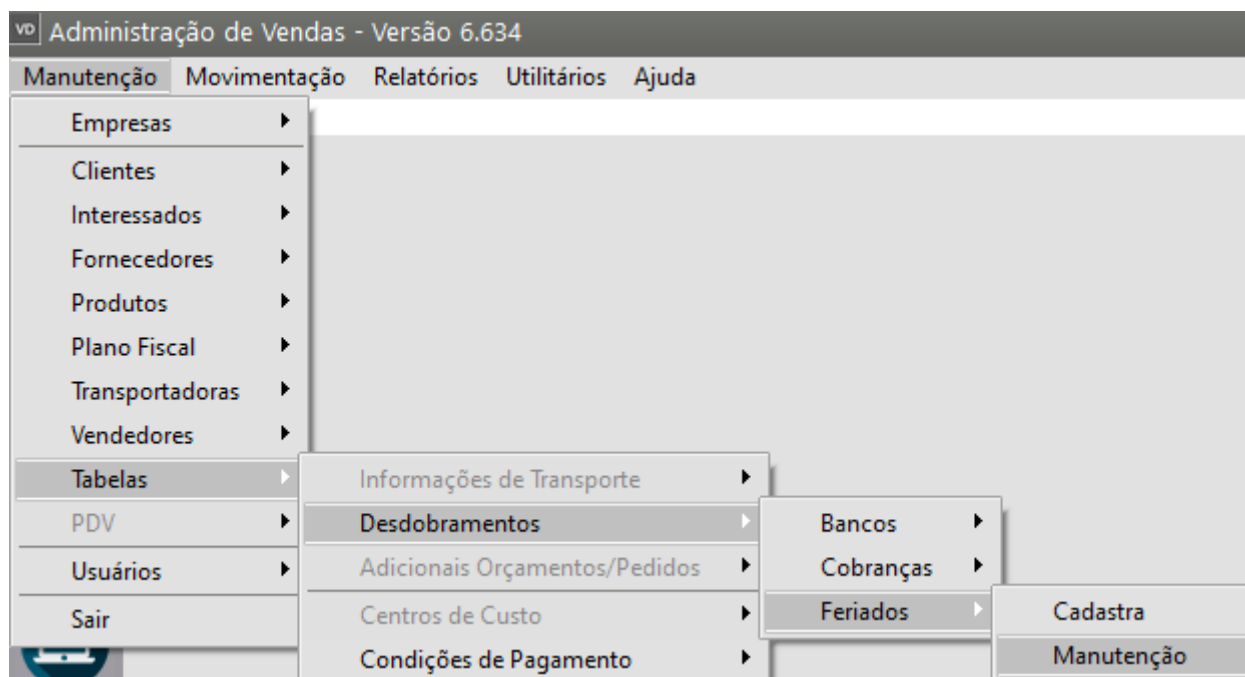 VD Administração de Vendas - Versão 6.634
Manutenção Movimentação Relatórios Utilitários Ajuda
Empresas
Clientes
Interessados
Fornecedores
Produtos
Plano Fiscal
Transportadoras
Vendedores
Tabelas
PDV
Usuários
Sair
Informações de Transporte
Desdobramentos
Adicionais Orçamentos/Pedidos
Centros de Custo
Condições de Pagamento
Bancos
Cobranças
Feriados
Cadastra
Manutenção